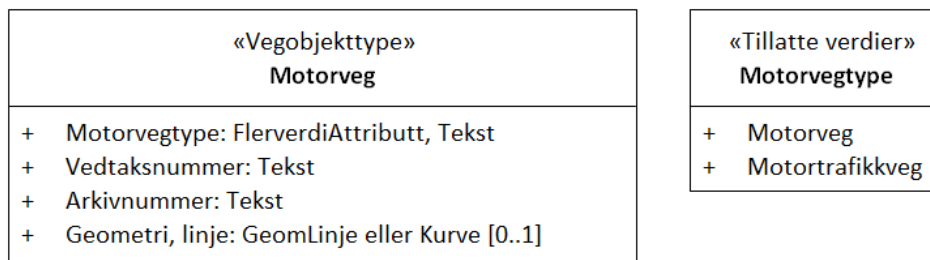 «Vegobjekttype»
Motorveg
+ Motorvegtype: FlerverdiAttributt, Tekst
+ Vedtaksnummer: Tekst
+ Arkivnummer: Tekst
+ Geometri, linje: GeomLinje eller Kurve [0..1]
«Tillatte verdier»
Motorvegtype
+ Motorveg
+ Motortrafikkveg